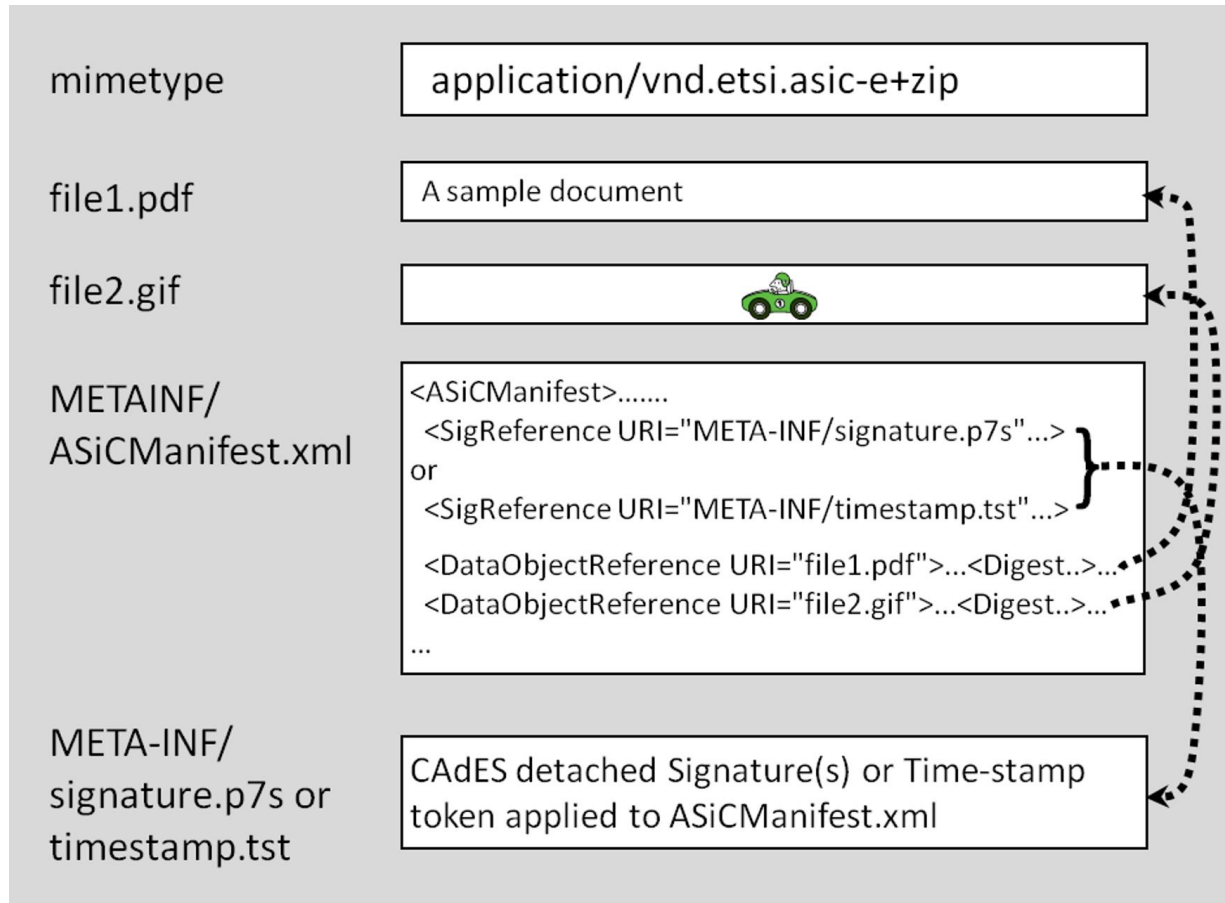 mimetype
application/vnd.etsi.asic-e+zip
file1.pdf
A sample document
file2.gif
1
METAINF/
ASiCManifest.xml
<ASiCManifest>.......
<SigReference URI="META-INF/signature.p7s"...>
or
<SigReference URI="META-INF/timestamp.tst"...>
<DataObjectReference URI="file1.pdf">...<Digest..>...
<DataObjectReference URI="file2.gif">...<Digest..>...
...
META-INF/
signature.p7s or
timestamp.tst
CAdES detached Signature(s) or Time-stamp
token applied to ASiCManifest.xml